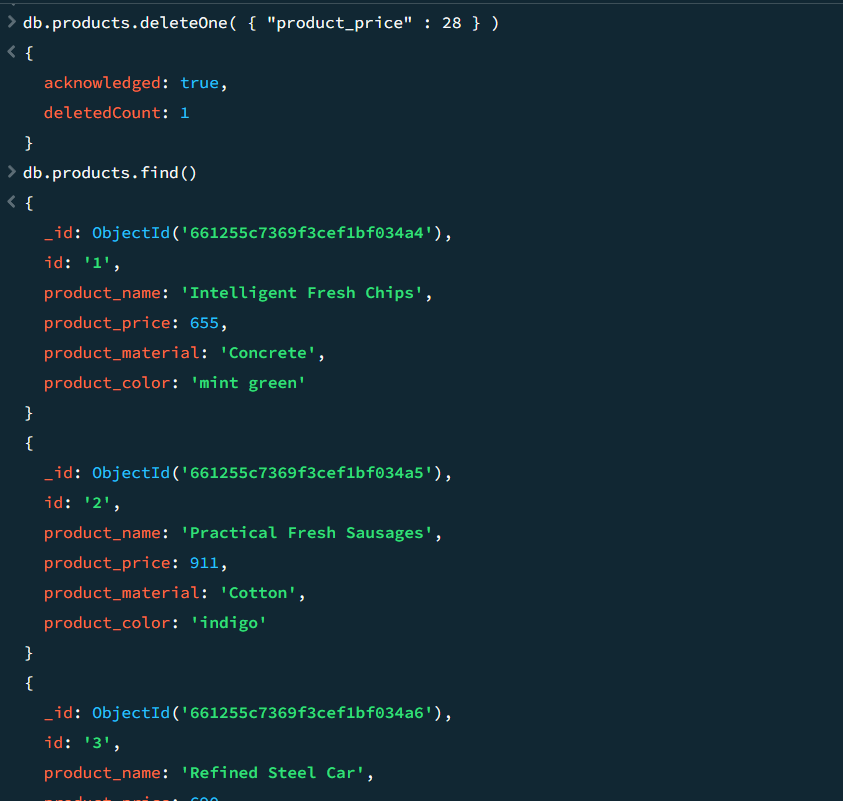 > db.products.deleteOne( { "product_price" : 28 } )
< {
acknowledged: true,
deletedCount: 1
}
> db.products.find()
< {
_id: ObjectId('661255c7369f3cef1bf034a4'),
id: '1',
product_name: 'Intelligent Fresh Chips',
product_price: 655,
product_material: 'Concrete',
product_color: 'mint green'
}
{
_id: ObjectId('661255c7369f3cef1bf034a5'),
id: '2',
product_name: 'Practical Fresh Sausages',
product_price: 911,
product_material: 'Cotton',
product_color: 'indigo'
}
{
_id: ObjectId('661255c7369f3cef1bf034a6'),
id: '3',
product_name: 'Refined Steel Car',
product_price: